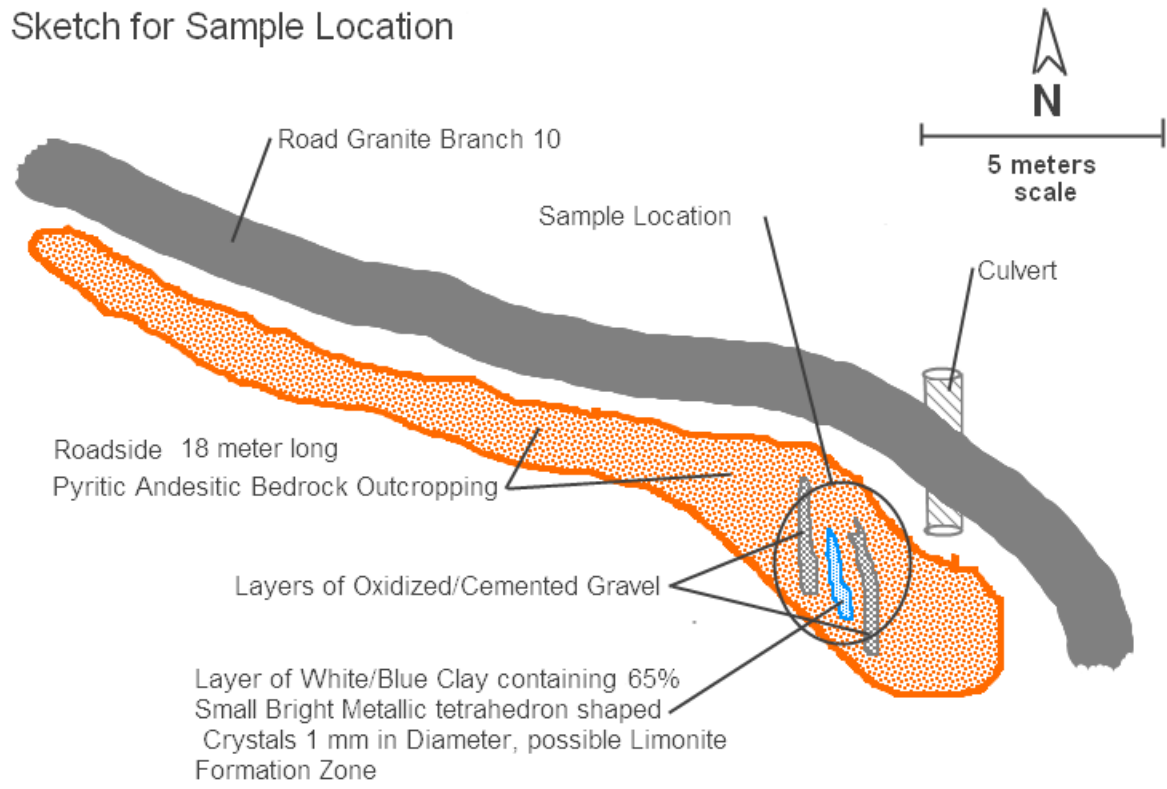 Sketch for Sample Location
N
5 meters
scale
Road Granite Branch 10
Sample Location
Culvert
Roadside 18 meter long
Pyritic Andesitic Bedrock Outcropping
Layers of Oxidized/Cemented Gravel
Layer of White/Blue Clay containing 65%
Small Bright Metallic tetrahedron shaped
Crystals 1 mm in Diameter, possible Limonite
Formation Zone